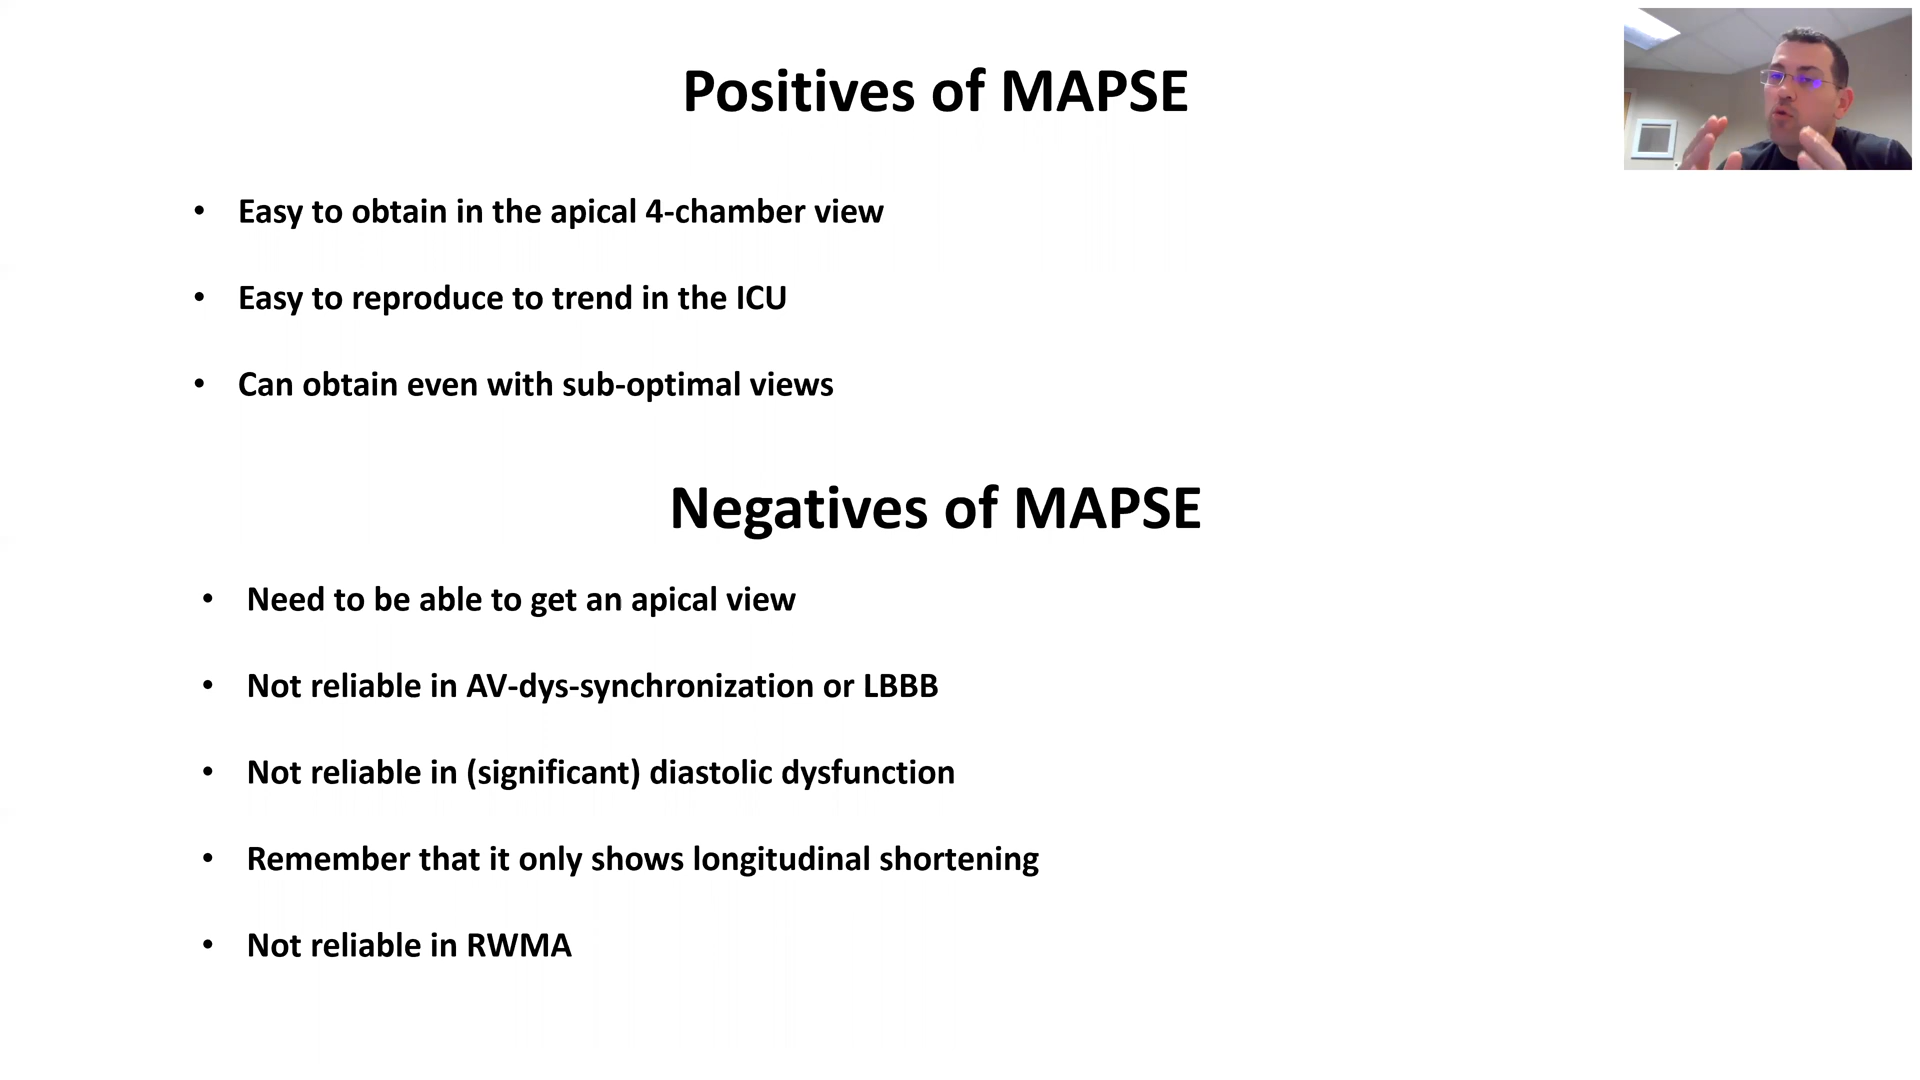 Positives of MAPSE
• Easy to obtain in the apical 4-chamber view
• Easy to reproduce to trend in the ICU
• Can obtain even with sub-optimal views
Negatives of MAPSE
• Need to be able to get an apical view
• Not reliable in AV-dys-synchronization or LBBB
• Not reliable in (significant) diastolic dysfunction
• Remember that it only shows longitudinal shortening
• Not reliable in RWMA